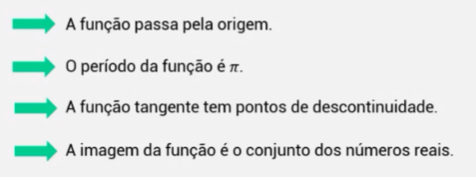 A função passa pela origem.
O período da função é π.
A função tangente tem pontos de descontinuidade.
A imagem da função é o conjunto dos números reais.